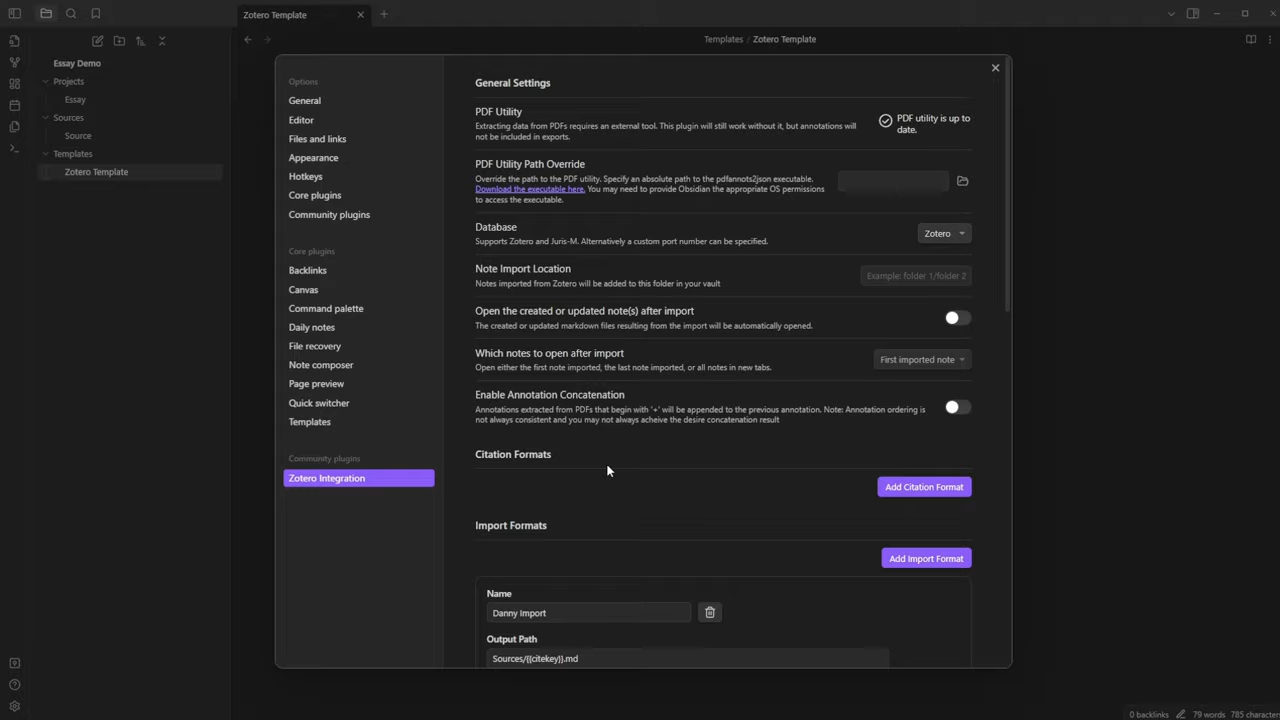 Zotero Template
Templates / Zotero Template
Essay Demo
Projects
Essay
Sources
Source
Templates
Zotero Template
Options
General
Editor
Files and links
Appearance
Hotkeys
Core plugins
Community plugins
Core plugins
Backlinks
Canvas
Command palette
Daily notes
File recovery
Note composer
Page preview
Quick switcher
Templates
Community plugins
Zotero Integration
General Settings
PDF Utility
Extracting data from PDFs requires an external tool. This plugin will still work without it, but annotations will
not be included in exports.
PDF utility is up to
date.
PDF Utility Path Override
Override the path to the PDF utility. Specify an absolute path to the pdfannots2json executable.
Download the executable here. You may need to provide Obsidian the appropriate OS permissions
to access the executable.
Database
Supports Zotero and Juris-M. Alternatively a custom port number can be specified.
Zotero
Note Import Location
Notes imported from Zotero will be added to this folder in your vault
Example: folder 1/folder 2
Open the created or updated note(s) after import
The created or updated markdown files resulting from the import will be automatically opened.
Which notes to open after import
Open either the first note imported, the last note imported, or all notes in new tabs.
First imported note
Enable Annotation Concatenation
Annotations extracted from PDFs that begin with '+' will be appended to the previous annotation. Note: Annotation ordering is
not always consistent and you may not always acheive the desire concatenation result
Citation Formats
Add Citation Format
Import Formats
Add Import Format
Name
Danny Import
Output Path
Sources/{{citekey}}.md
0 backlinks
79 words
785 character